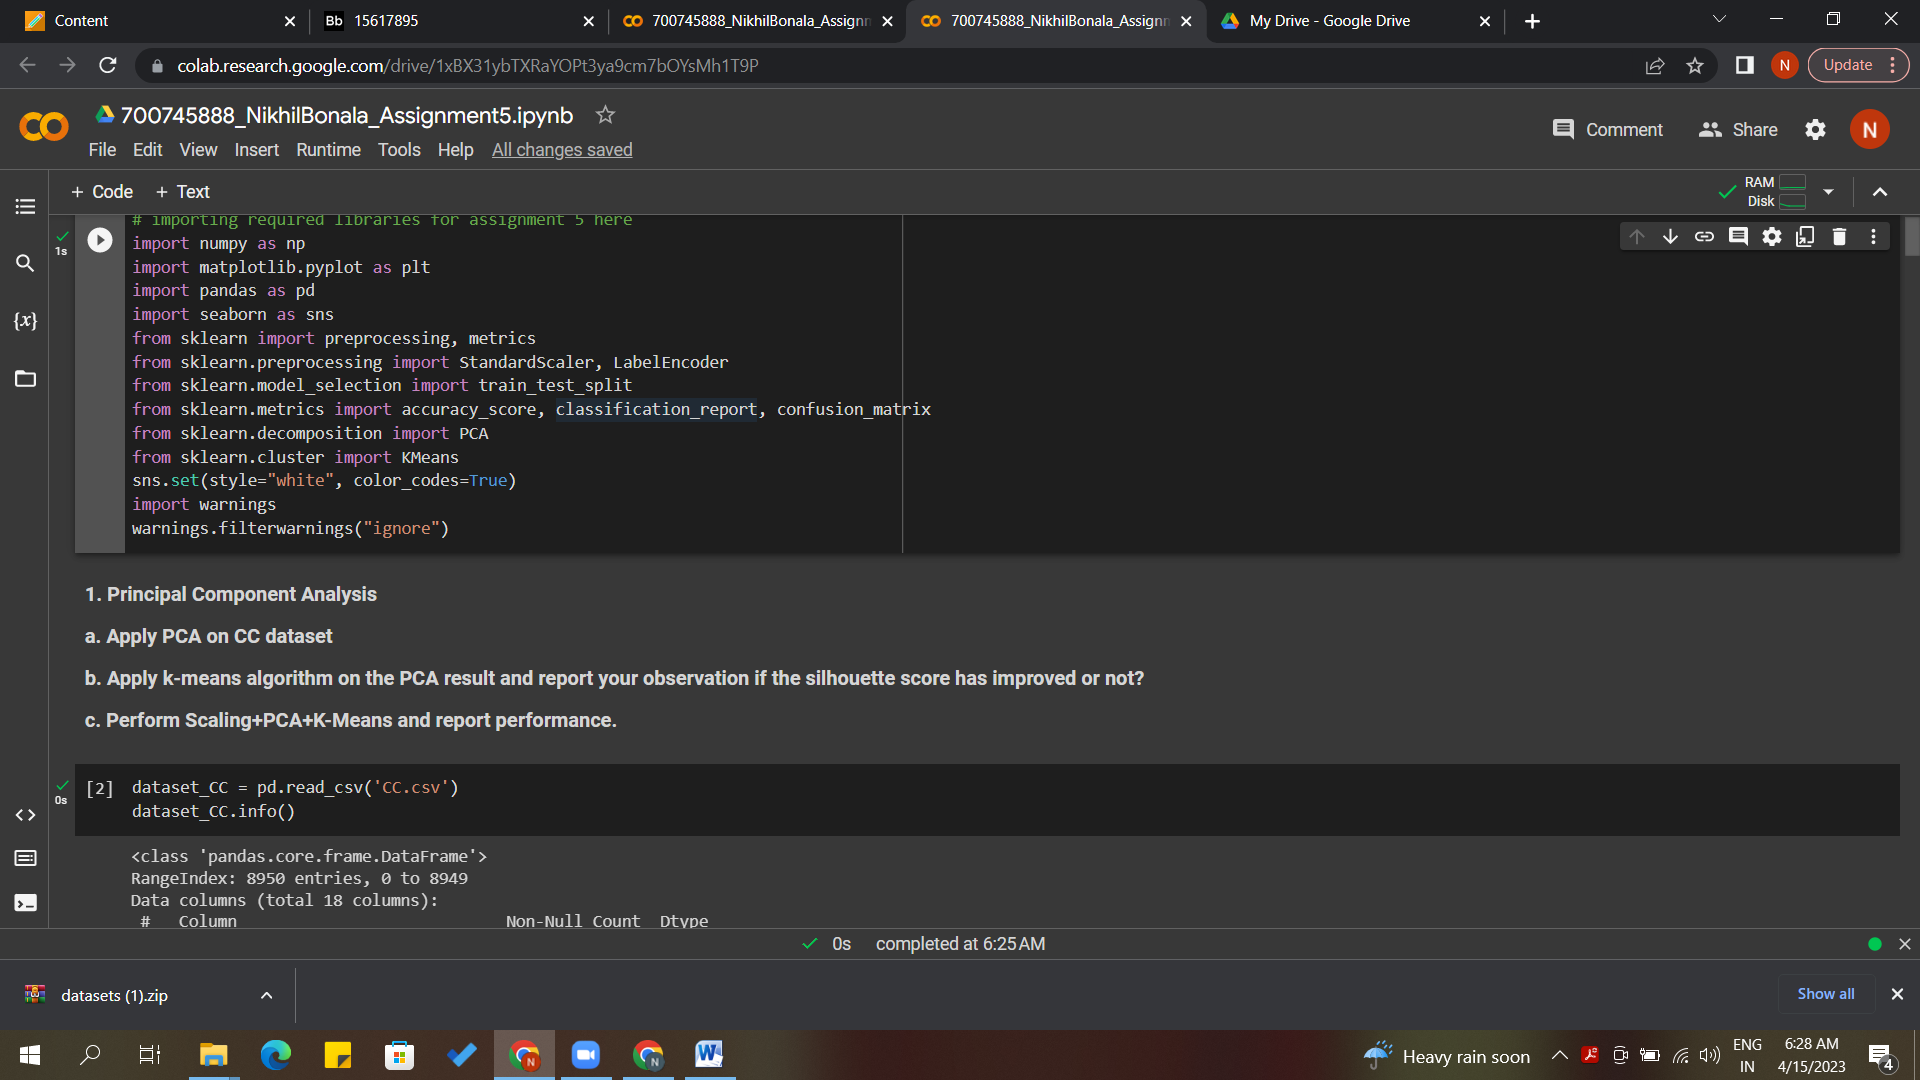 Content
Bb 15617895
700745888_NikhilBonala_Assignm
700745888_NikhilBonala_Assignm
My Drive - Google Drive
colab.research.google.com/drive/1xBX31ybTXRaYOPt3ya9cm7bOYsMh1T9P
N
Update
700745888_NikhilBonala_Assignment5.ipynb
Comment
Share
N
File Edit View Insert Runtime Tools Help All changes saved
+ Code + Text
RAM
Disk
# importing required libraries for assignment 5 here
1s
import numpy as np
import matplotlib.pyplot as plt
import pandas as pd
import seaborn as sns
from sklearn import preprocessing, metrics
from sklearn.preprocessing import StandardScaler, LabelEncoder
from sklearn.model_selection import train_test_split
from sklearn.metrics import accuracy_score, classification_report, confusion_matrix
from sklearn.decomposition import PCA
from sklearn.cluster import KMeans
sns.set(style="white", color_codes=True)
import warnings
warnings.filterwarnings("ignore")
{x}
1. Principal Component Analysis
a. Apply PCA on CC dataset
b. Apply k-means algorithm on the PCA result and report your observation if the silhouette score has improved or not?
c. Perform Scaling+PCA+K-Means and report performance.
0s
[2] dataset_CC = pd.read_csv('CC.csv')
dataset_CC.info()
<class 'pandas.core.frame.DataFrame'>
RangeIndex: 8950 entries, 0 to 8949
Data columns (total 18 columns):
# Column Non-Null Count Dtype
0s completed at 6:25 AM
datasets (1).zip
Show all
Heavy rain soon
ENG
IN
6:28 AM
4/15/2023
4